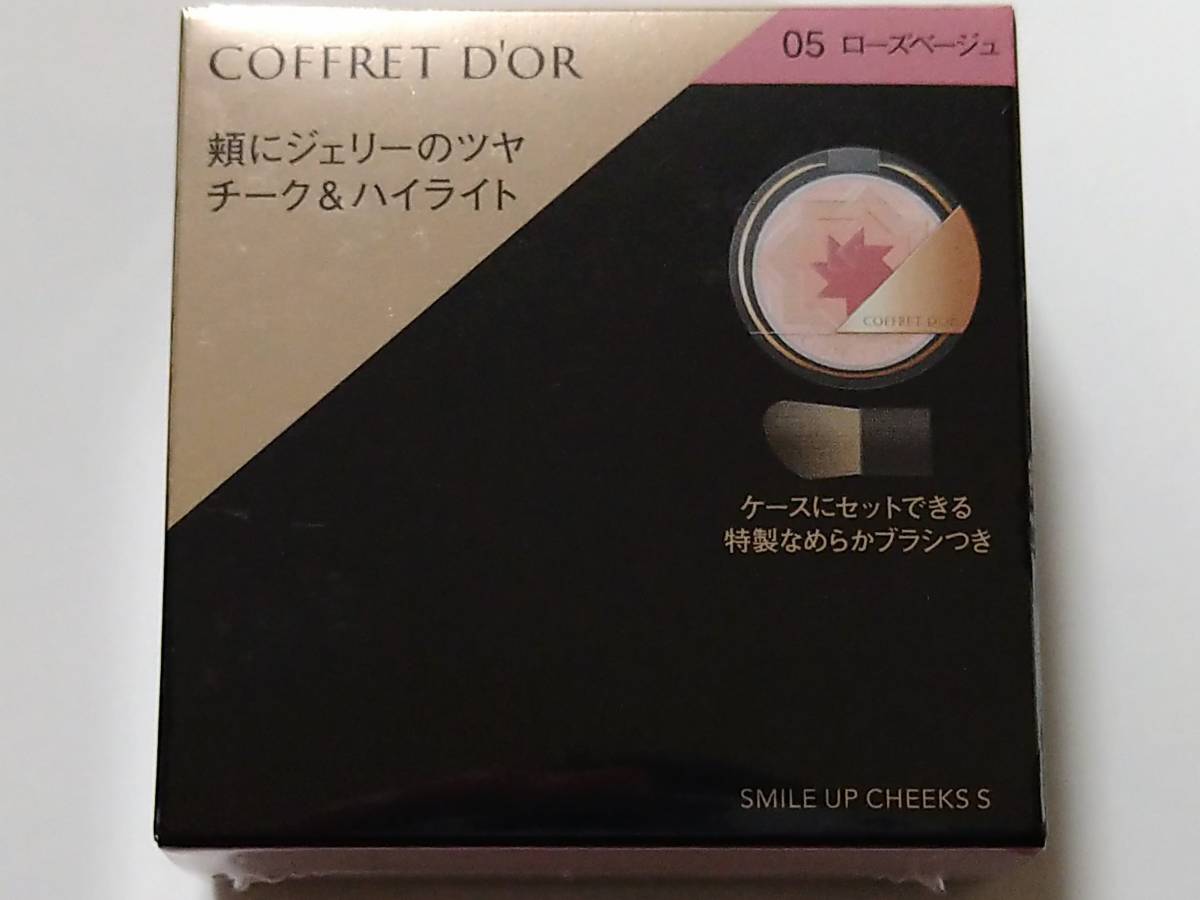 COFFRET D'OR
05 ローズベージュ
頬にジェリーのツヤ
チーク＆ハイライト
COFFRET D'OR
ケースにセットできる
特製なめらかブラシつき
SMILE UP CHEEKS S